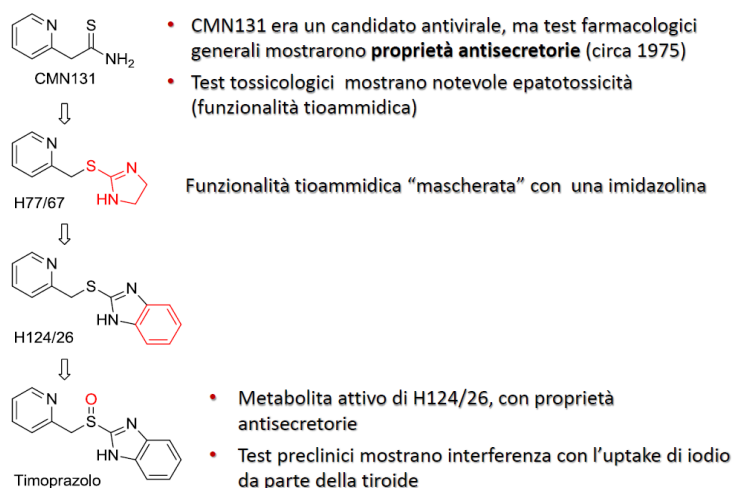 • CMN131 era un candidato antivirale, ma test farmacologici
generali mostrarono proprietà antisecretorie (circa 1975)
• Test tossicologici mostrano notevole epatotossicità
(funzionalità tioammidica)
N
S
NH2
CMN131
N
S
N
HN
H77/67
Funzionalità tioammidica “mascherata” con una imidazolina
N
S
N
HN
H124/26
N
O
S
N
HN
Timoprazolo
• Metabolita attivo di H124/26, con proprietà
antisecretorie
• Test preclinici mostrano interferenza con l’uptake di iodio
da parte della tiroide